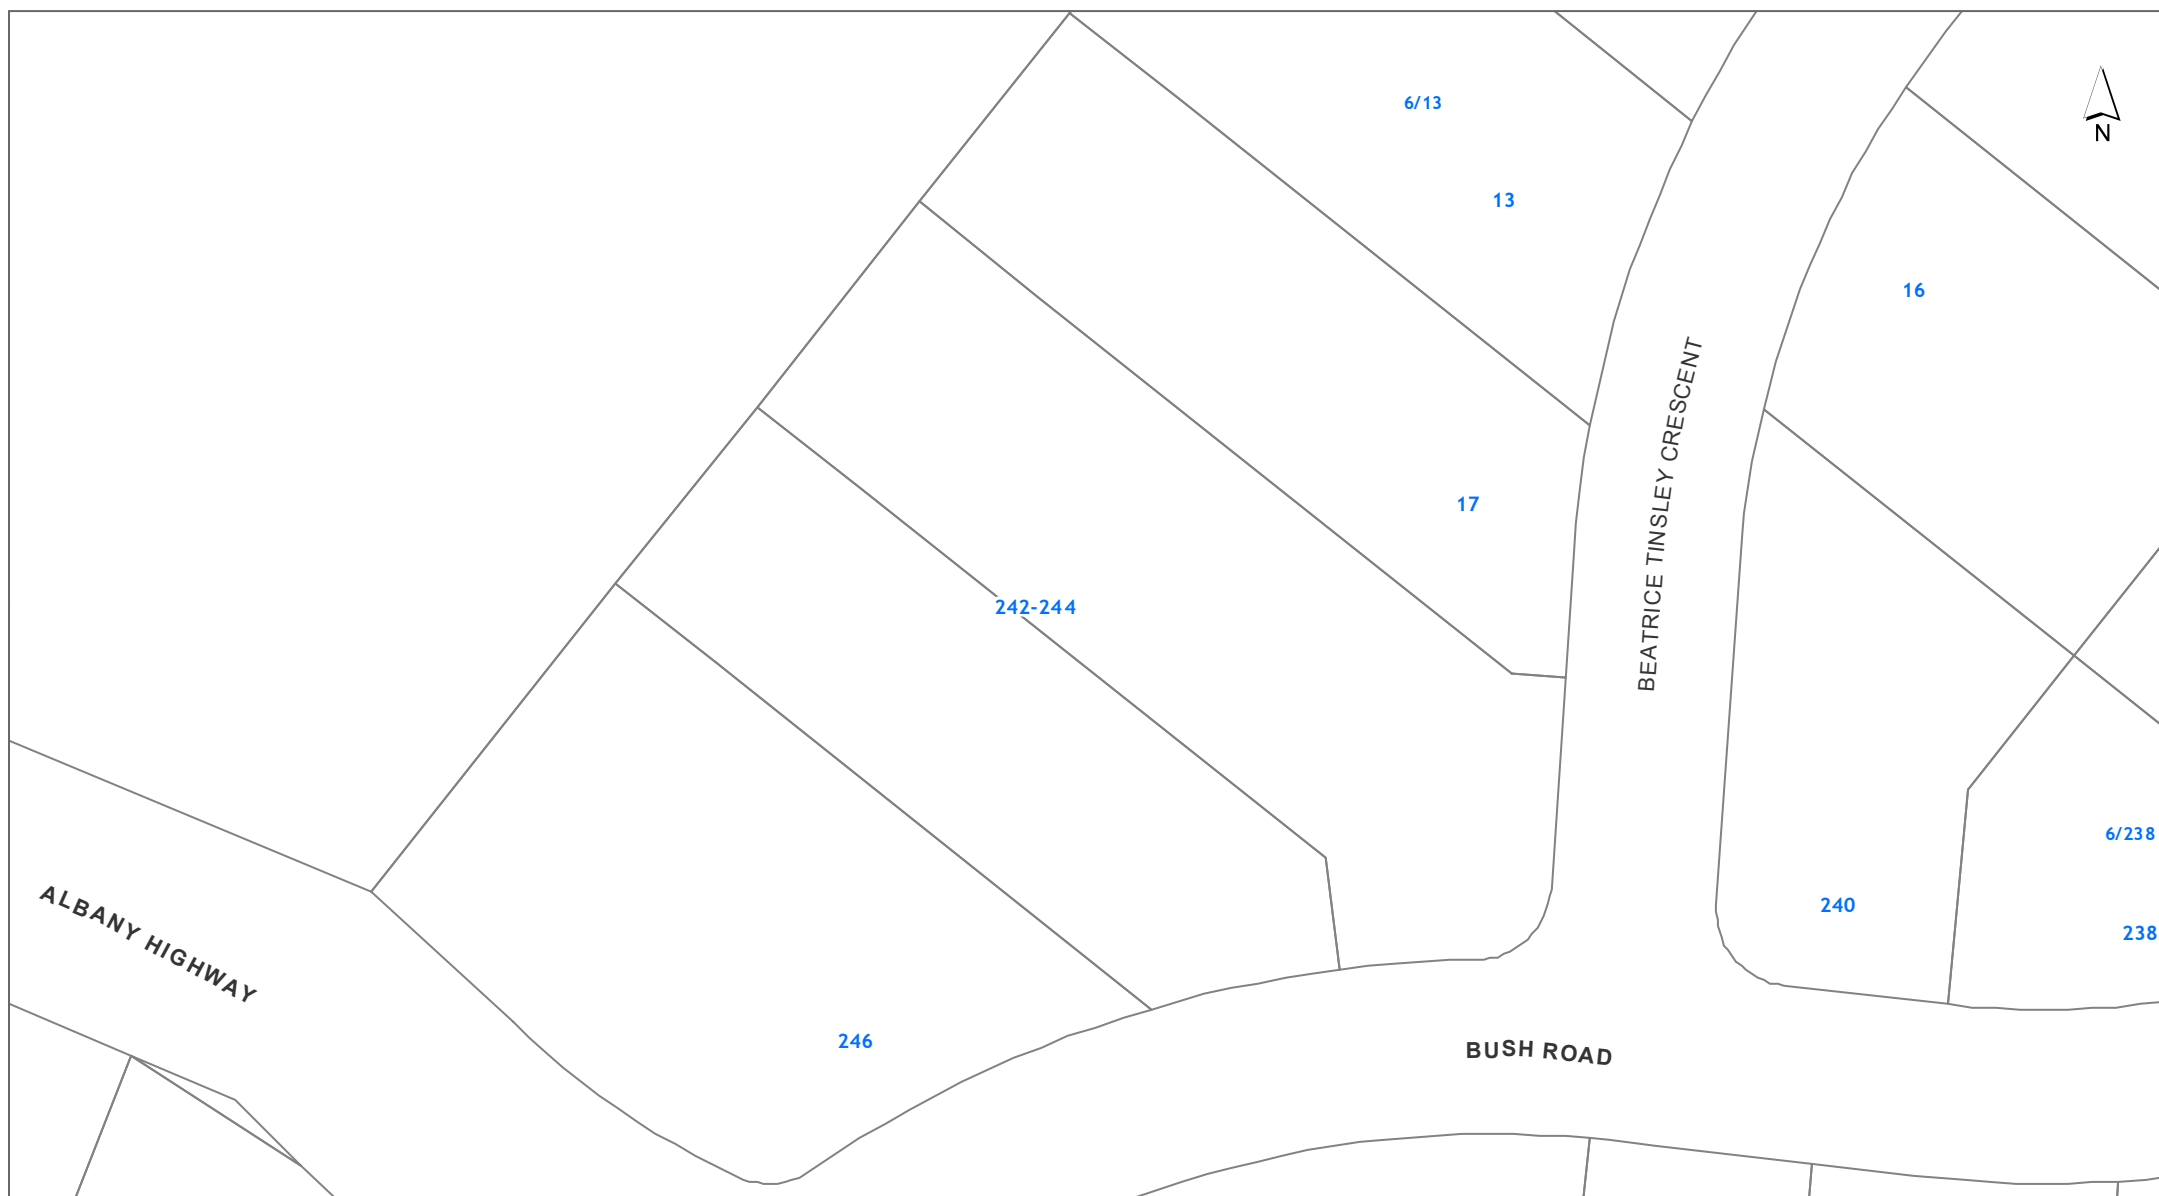 6/13
N
13
16
BEATRICE TINSLEY CRESCENT
17
242-244
6/238
ALBANY HIGHWAY
240
238
246
BUSH ROAD